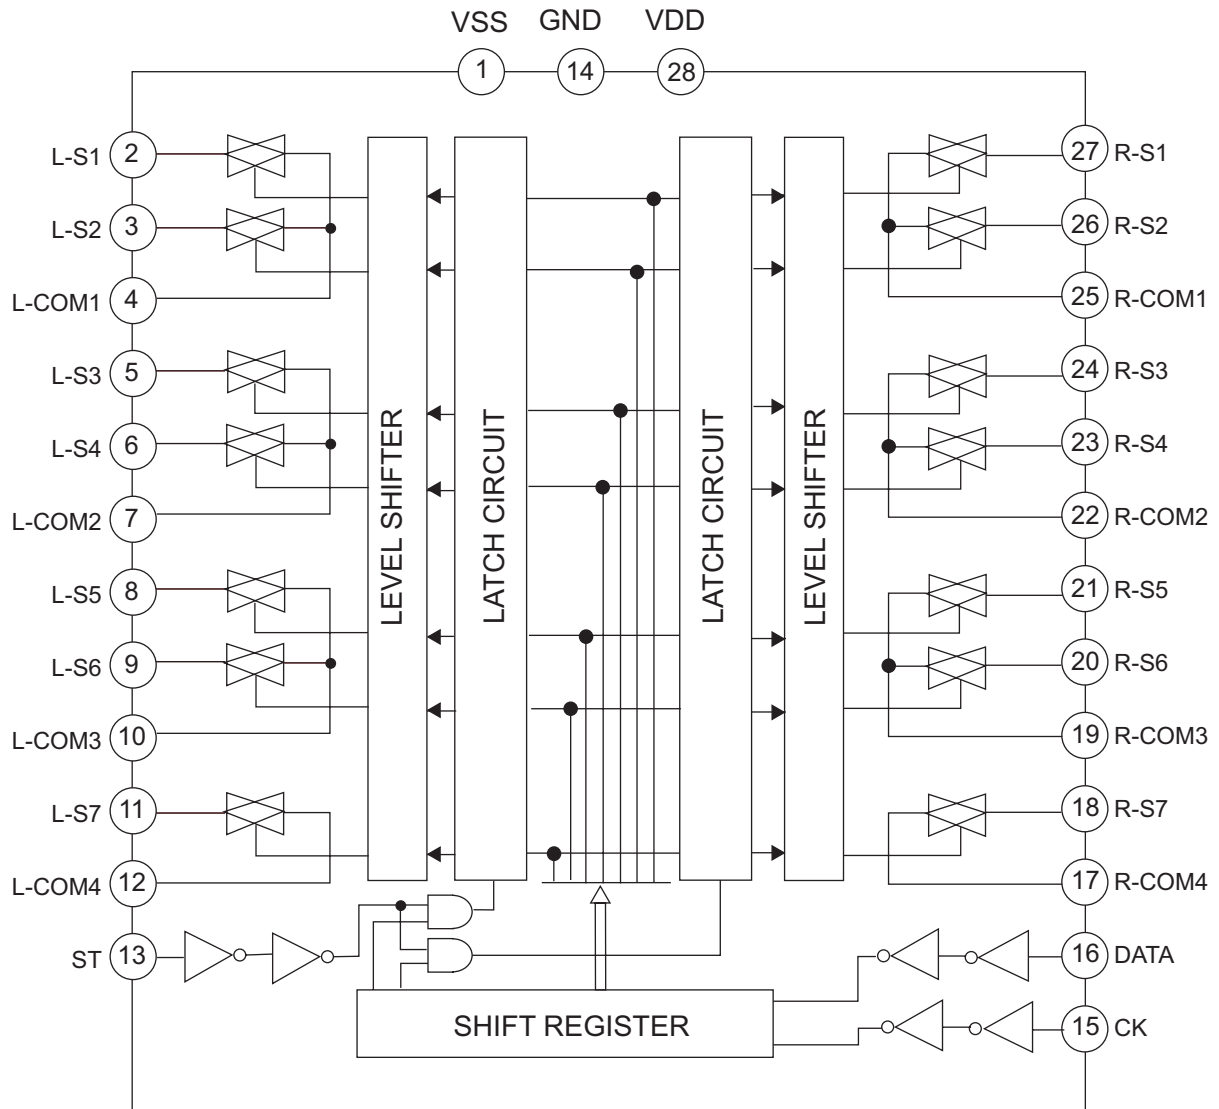 VSS GND VDD
1 14 28
L-S1 2
L-S2 3
L-COM1 4
L-S3 5
L-S4 6
L-COM2 7
L-S5 8
L-S6 9
L-COM3 10
L-S7 11
L-COM4 12
ST 13
LEVEL SHIFTER
LATCH CIRCUIT
LATCH CIRCUIT
LEVEL SHIFTER
27 R-S1
26 R-S2
25 R-COM1
24 R-S3
23 R-S4
22 R-COM2
21 R-S5
20 R-S6
19 R-COM3
18 R-S7
17 R-COM4
16 DATA
15 CK
SHIFT REGISTER